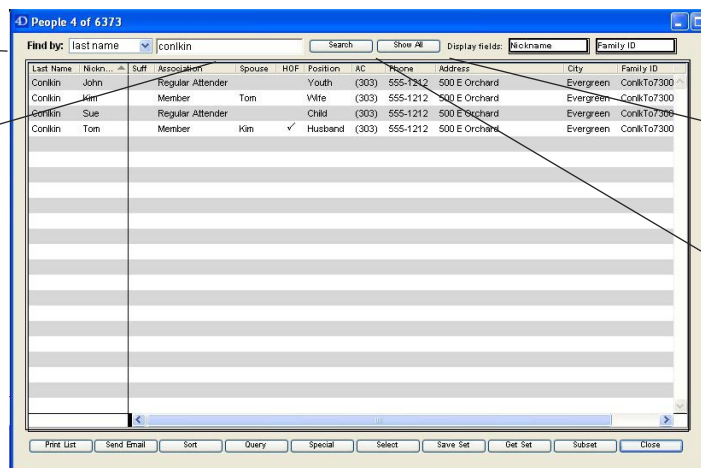 4D People 4 of 6373
Find by: last name conlkin Search Show All Display fields: Nickname Family ID
Last Name Nickn... Suff Association Spouse HOF Position AC Phone Address City Family ID
Conlkin John Regular Attender Youth (303) 555-1212 500 E Orchard Evergreen ConlkTo7300
Conlkin Kim Member Tom Wife (303) 555-1212 500 E Orchard Evergreen ConlkTo7300
Conlkin Sue Regular Attender Child (303) 555-1212 500 E Orchard Evergreen ConlkTo7300
Conlkin Tom Member Kim ✓ Husband (303) 555-1212 500 E Orchard Evergreen ConlkTo7300
Print List Send Email Sort Query Special Select Save Set Get Set Subset Close